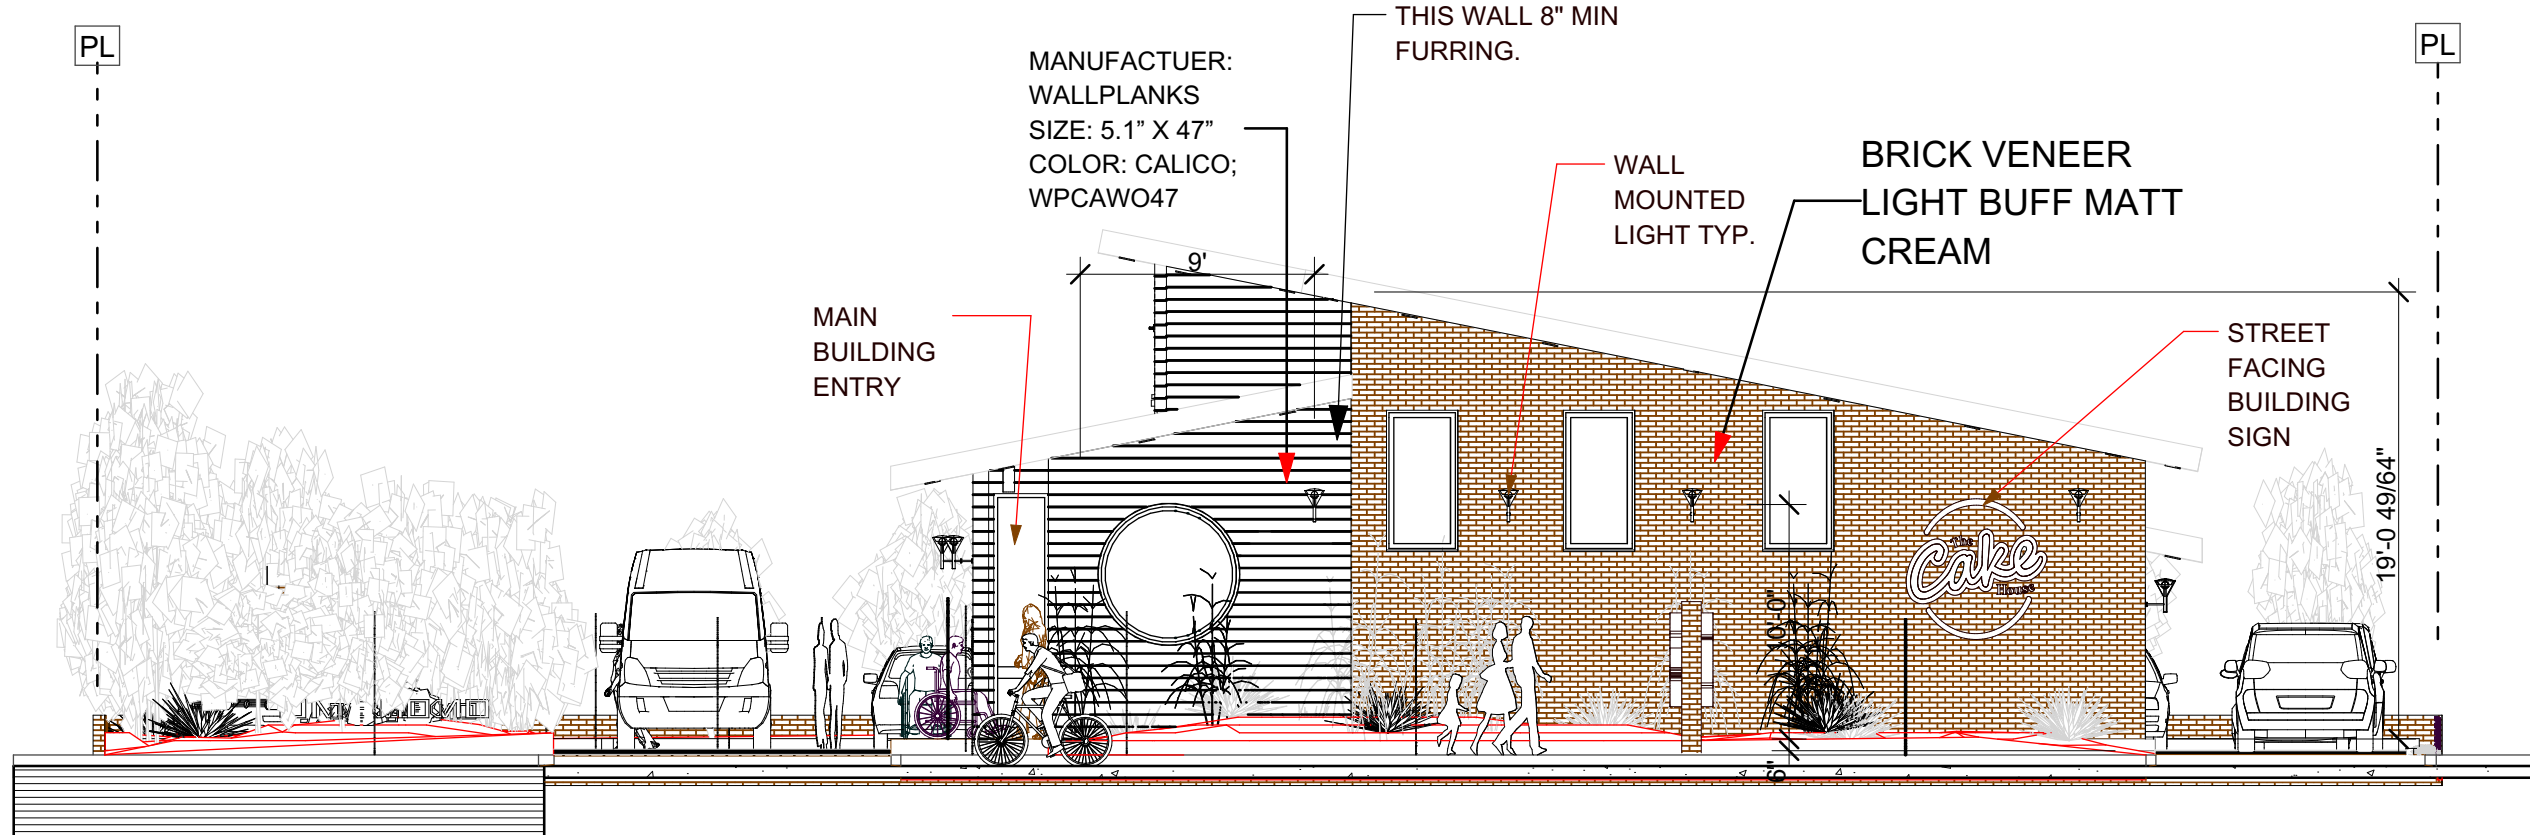 PL
PL
THIS WALL 8" MIN
FURRING.
MANUFACTUER:
WALLPLANKS
SIZE: 5.1” X 47”
COLOR: CALICO;
WPCAWO47
WALL
MOUNTED
LIGHT TYP.
BRICK VENEER
LIGHT BUFF MATT
CREAM
9'
MAIN
BUILDING
ENTRY
STREET
FACING
BUILDING
SIGN
19'-0 49/64"
The
Cake
House
10'-0"
6"